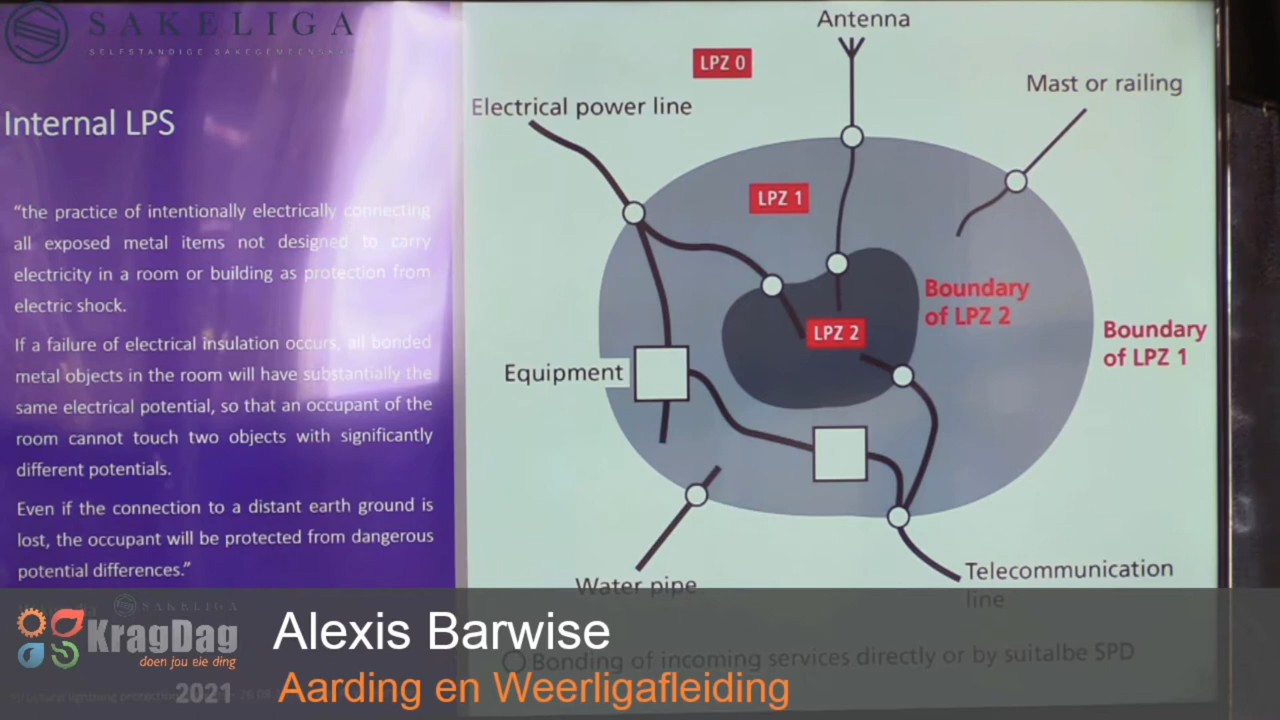 SAKELIGA
SELFSTANDIGE SAKEGEMEENSKAP
Internal LPS
“the practice of intentionally electrically connecting
all exposed metal items not designed to carry
electricity in a room or building as protection from
electric shock.
If a failure of electrical insulation occurs, all bonded
metal objects in the room will have substantially the
same electrical potential, so that an occupant of the
room cannot touch two objects with significantly
different potentials.
Even if the connection to a distant earth ground is
lost, the occupant will be protected from dangerous
potential differences.”
Antenna
LPZ 0
Mast or railing
Electrical power line
LPZ 1
Boundary
of LPZ 2
LPZ 2
Boundary
of LPZ 1
Equipment
Water pipe
Telecommunication
line
Bonding of incoming services directly or by suitalbe SPD
SAKELIGA
KragDag
doen jou eie ding
2021
Alexis Barwise
Aarding en Weerligafleiding